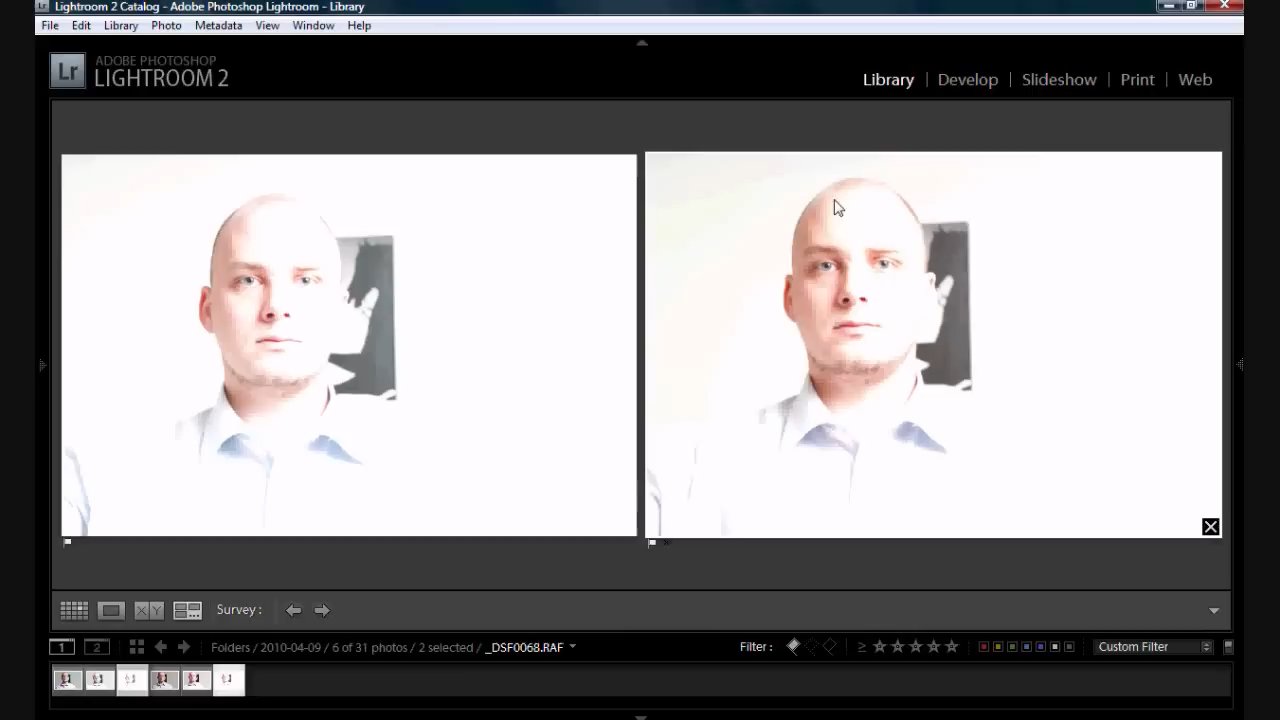 Lightroom 2 Catalog - Adobe Photoshop Lightroom - Library
File Edit Library Photo Metadata View Window Help
Lr ADOBE PHOTOSHOP
LIGHTROOM 2
Library | Develop | Slideshow | Print | Web
XY Survey :
1 2 Folders / 2010-04-09 / 6 of 31 photos / 2 selected / _DSF0068.RAF Filter : ≥ Custom Filter